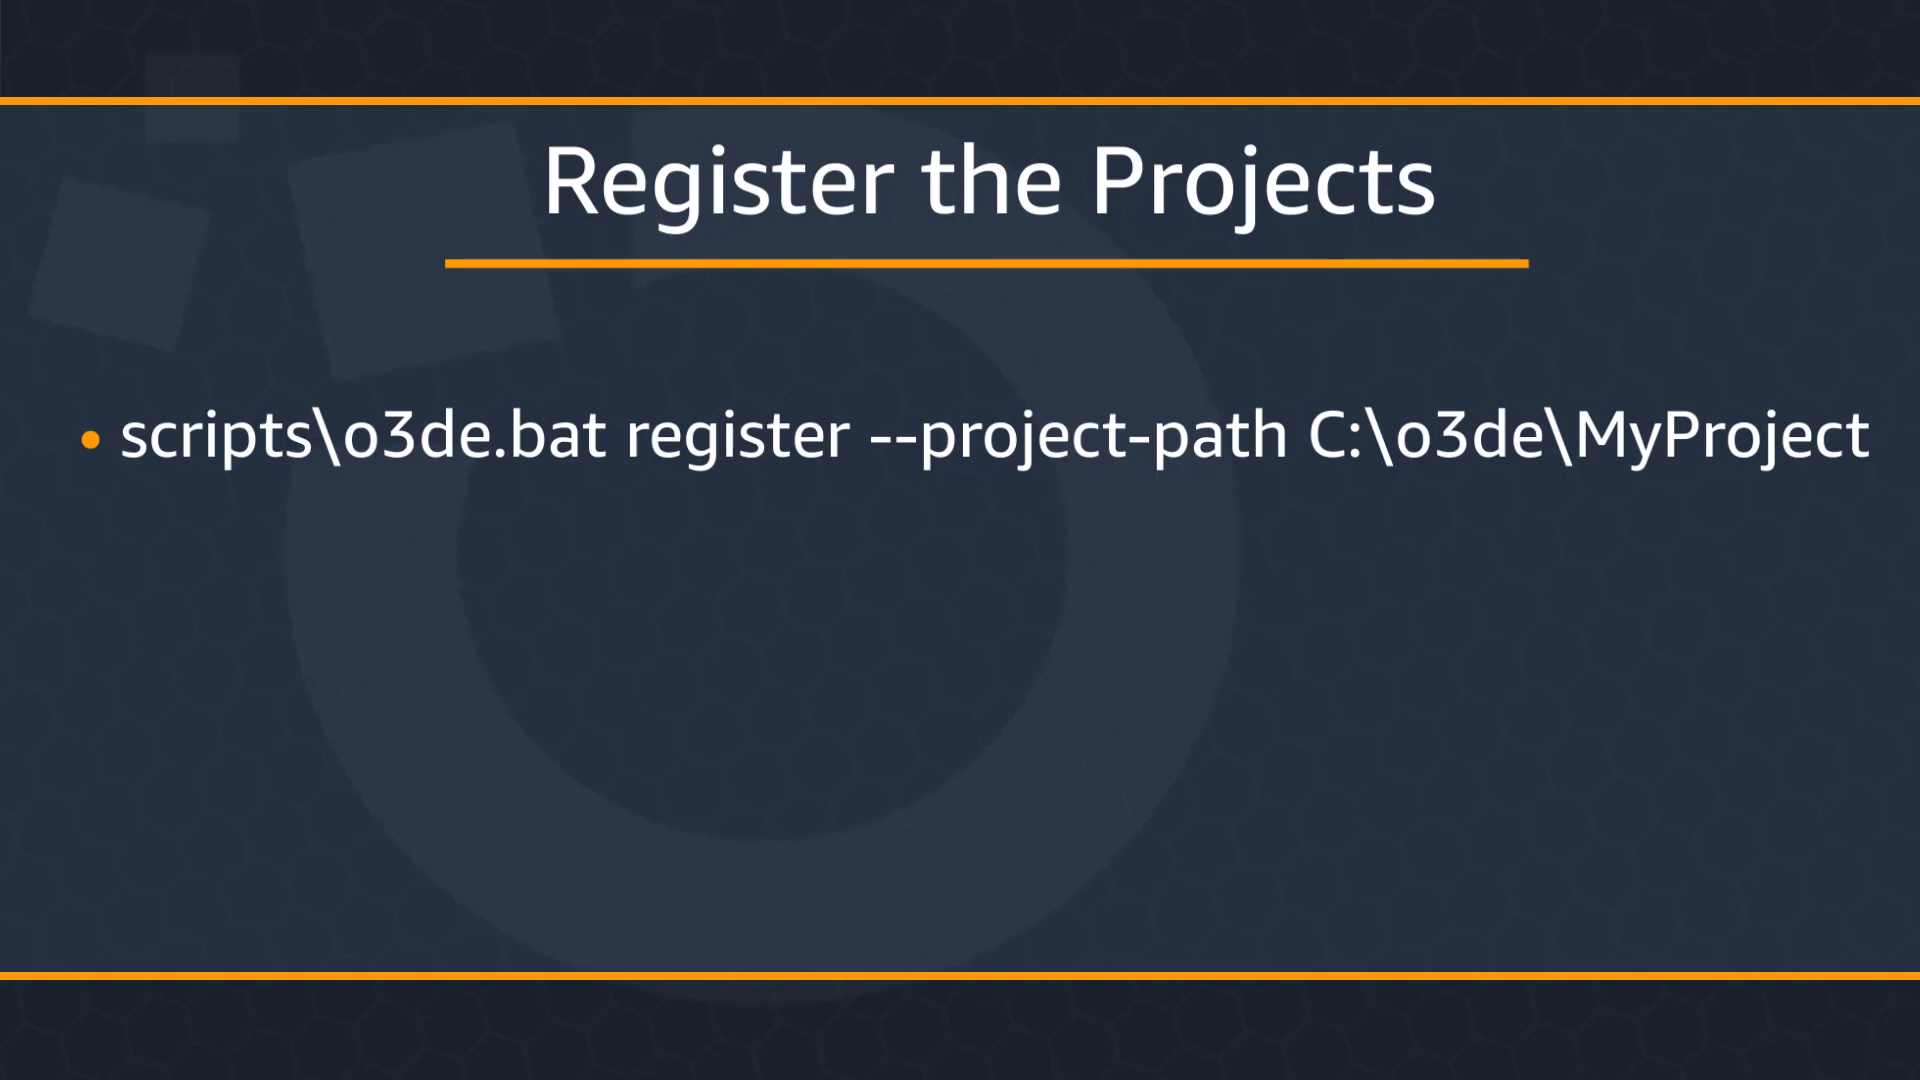 Register the Projects
• scripts\o3de.bat register --project-path C:\o3de\MyProject